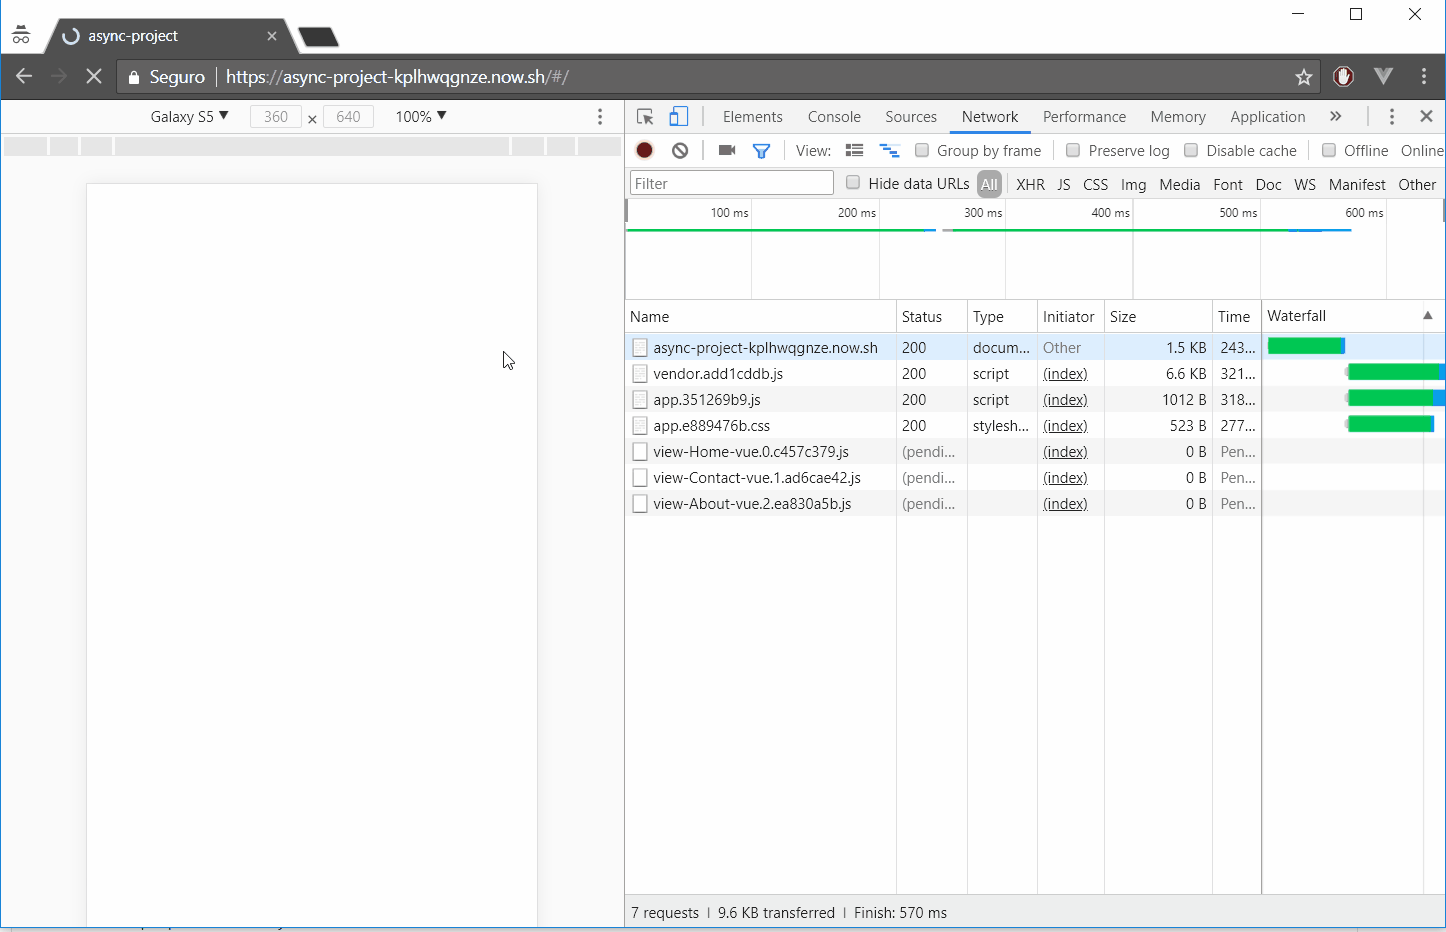 async-project
Seguro https://async-project-kplhwqgnze.now.sh/#/
Galaxy S5 ▼ 360 × 640 100% ▼
Elements Console Sources Network Performance Memory Application »
View: Group by frame Preserve log Disable cache Offline Online
Filter Hide data URLs All XHR JS CSS Img Media Font Doc WS Manifest Other
100 ms 200 ms 300 ms 400 ms 500 ms 600 ms
Name Status Type Initiator Size Time Waterfall ▲
async-project-kplhwqgnze.now.sh 200 docum... Other 1.5 KB 243...
vendor.add1cddb.js 200 script (index) 6.6 KB 321...
app.351269b9.js 200 script (index) 1012 B 318...
app.e889476b.css 200 stylesh... (index) 523 B 277...
view-Home-vue.0.c457c379.js (pendi... (index) 0 B Pen...
view-Contact-vue.1.ad6cae42.js (pendi... (index) 0 B Pen...
view-About-vue.2.ea830a5b.js (pendi... (index) 0 B Pen...
7 requests | 9.6 KB transferred | Finish: 570 ms